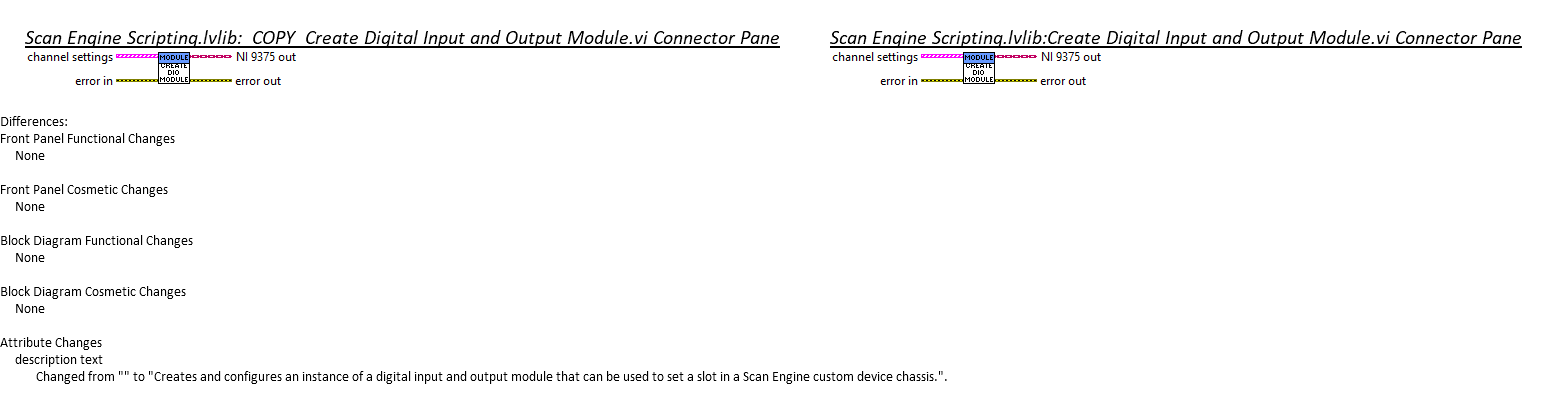 Scan Engine Scripting.lvlib:_COPY_Create Digital Input and Output Module.vi Connector Pane
channel settings MODULE NI 9375 out
CREATE
DIO
error in MODULE error out
Scan Engine Scripting.lvlib:Create Digital Input and Output Module.vi Connector Pane
channel settings MODULE NI 9375 out
CREATE
DIO
error in MODULE error out
Differences:
Front Panel Functional Changes
None
Front Panel Cosmetic Changes
None
Block Diagram Functional Changes
None
Block Diagram Cosmetic Changes
None
Attribute Changes
description text
Changed from "" to "Creates and configures an instance of a digital input and output module that can be used to set a slot in a Scan Engine custom device chassis.".